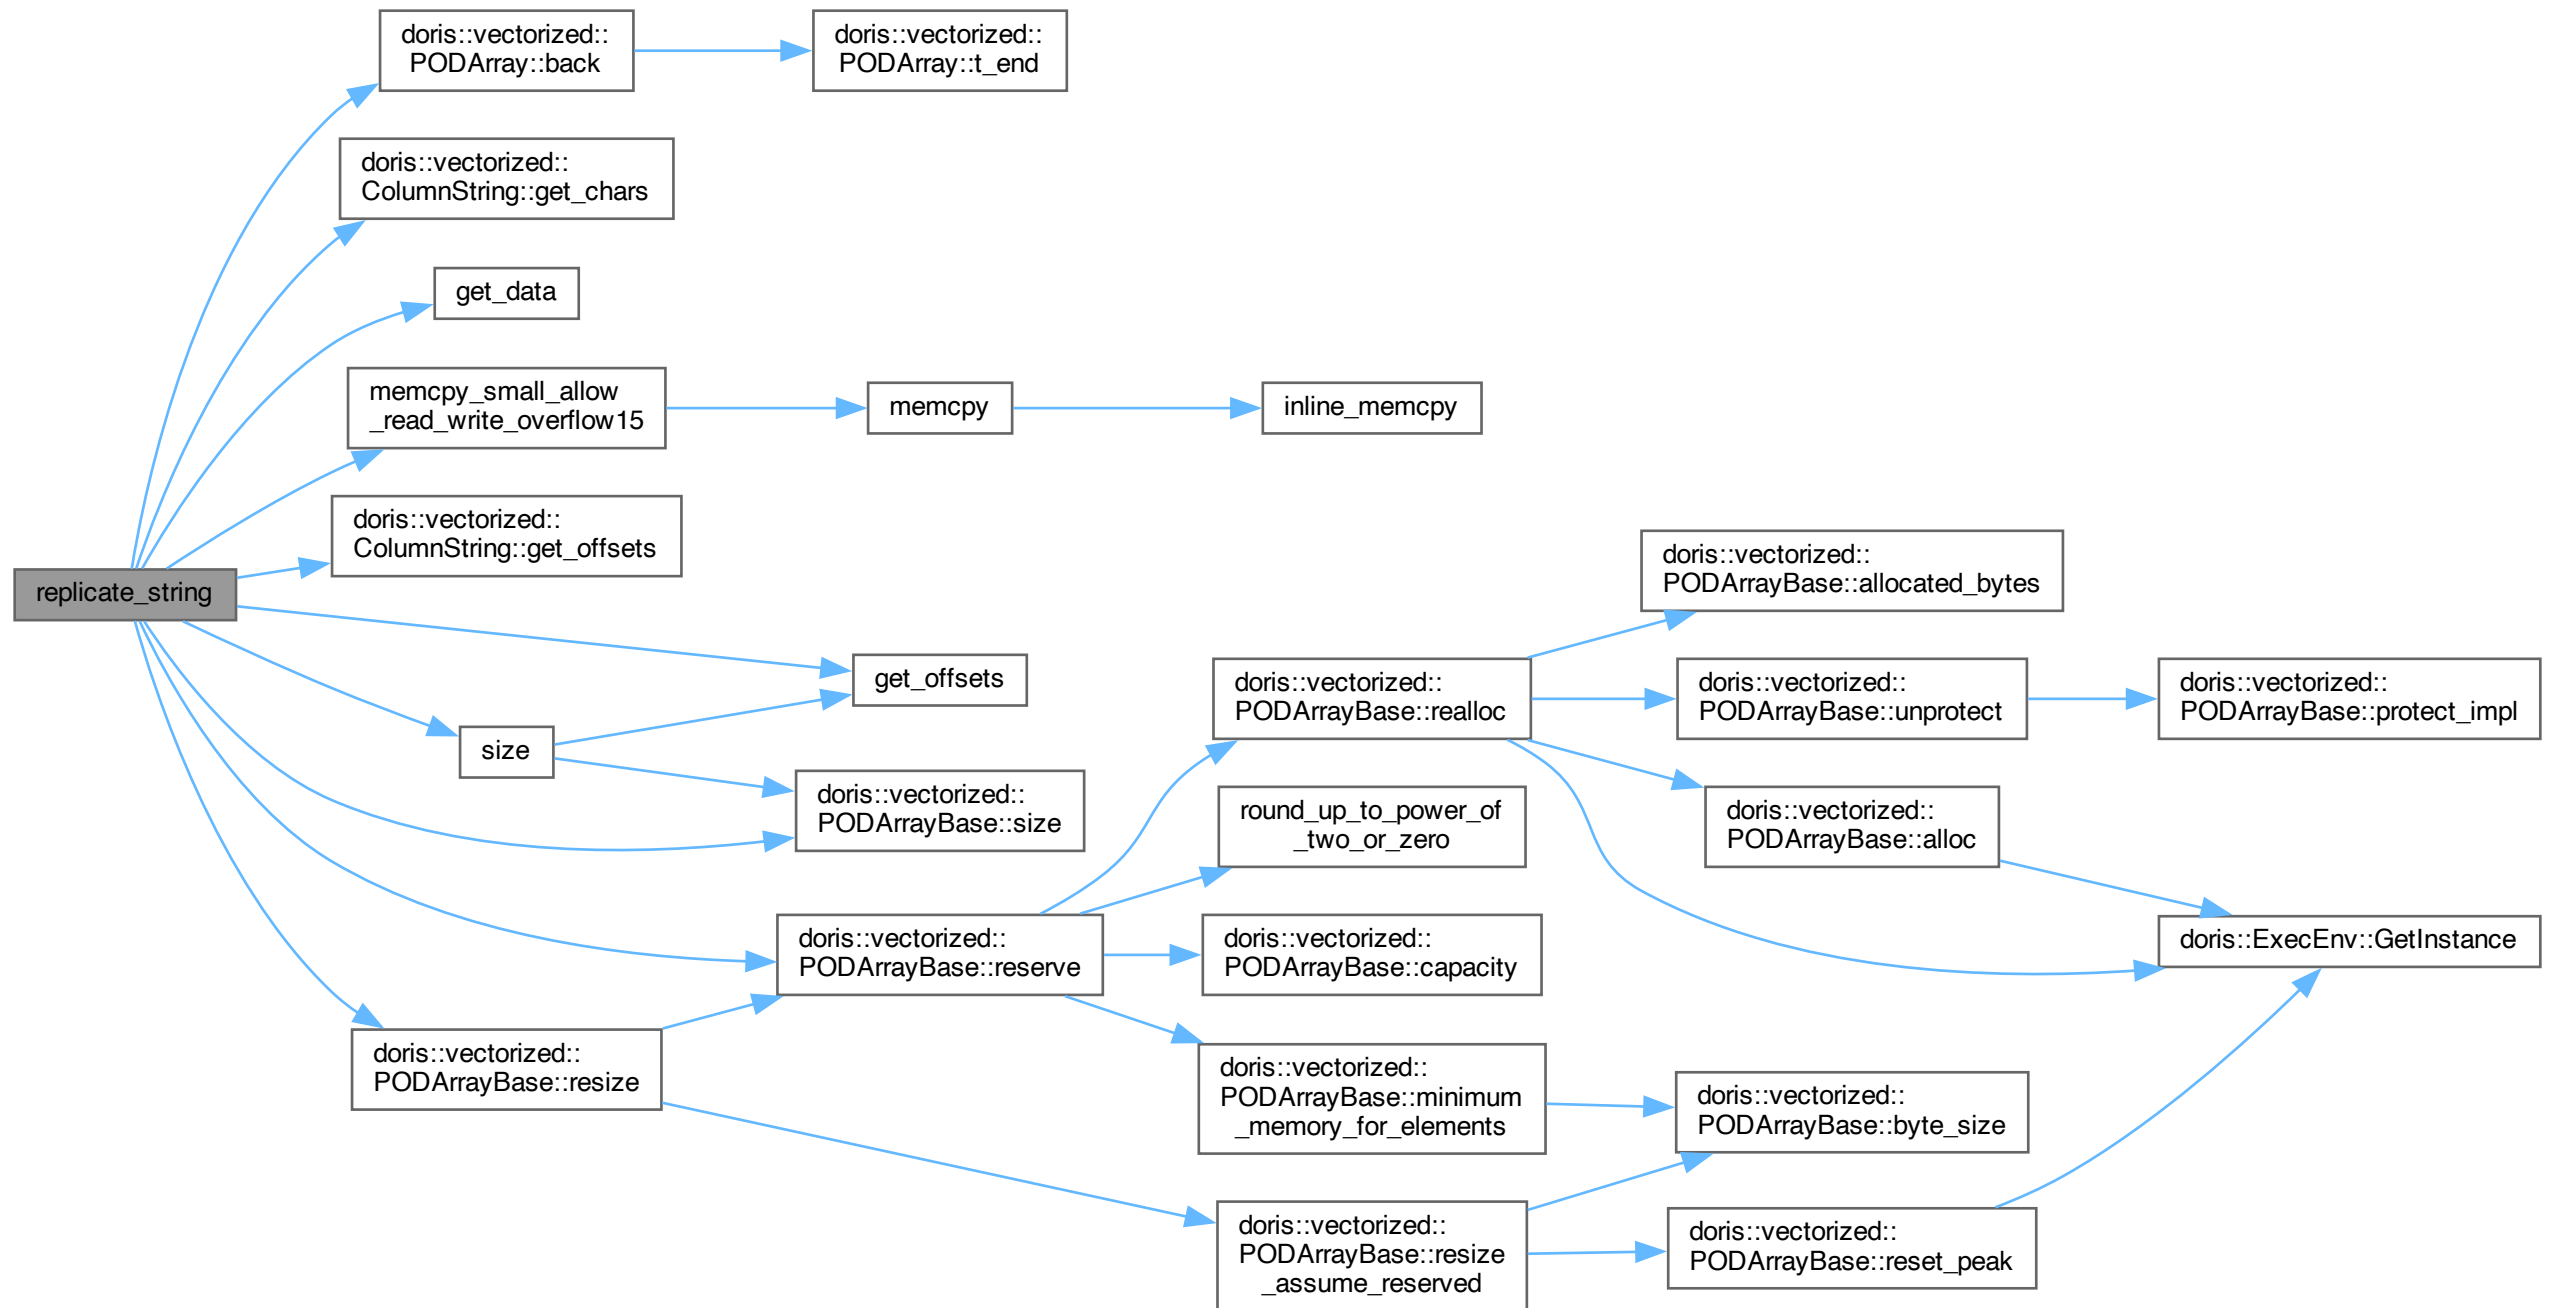 doris::vectorized::
PODArray::back
doris::vectorized::
PODArray::t_end
doris::vectorized::
ColumnString::get_chars
get_data
memcpy_small_allow
_read_write_overflow15
memcpy
inline_memcpy
doris::vectorized::
ColumnString::get_offsets
replicate_string
get_offsets
size
doris::vectorized::
PODArrayBase::size
doris::vectorized::
PODArrayBase::reserve
doris::vectorized::
PODArrayBase::resize
doris::vectorized::
PODArrayBase::realloc
round_up_to_power_of
_two_or_zero
doris::vectorized::
PODArrayBase::capacity
doris::vectorized::
PODArrayBase::minimum
_memory_for_elements
doris::vectorized::
PODArrayBase::resize
_assume_reserved
doris::vectorized::
PODArrayBase::allocated_bytes
doris::vectorized::
PODArrayBase::unprotect
doris::vectorized::
PODArrayBase::protect_impl
doris::vectorized::
PODArrayBase::alloc
doris::ExecEnv::GetInstance
doris::vectorized::
PODArrayBase::byte_size
doris::vectorized::
PODArrayBase::reset_peak